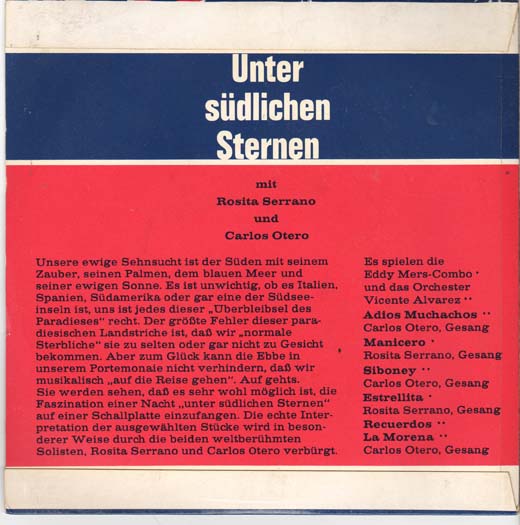 Unter
südlichen
Sternen
mit
Rosita Serrano
und
Carlos Otero
Unsere ewige Sehnsucht ist der Süden mit seinem
Zauber, seinen Palmen, dem blauen Meer und
seiner ewigen Sonne. Es ist unwichtig, ob es Italien,
Spanien, Südamerika oder gar eine der Südsee-
inseln ist, uns ist jedes dieser „Überbleibsel des
Paradieses" recht. Der größte Fehler dieser para-
diesischen Landstriche ist, daß wir „normale
Sterbliche" sie zu selten oder gar nicht zu Gesicht
bekommen. Aber zum Glück kann die Ebbe in
unserem Portemonaie nicht verhindern, daß wir
musikalisch „auf die Reise gehen". Auf gehts.
Sie werden sehen, daß es sehr wohl möglich ist, die
Faszination einer Nacht „unter südlichen Sternen"
auf einer Schallplatte einzufangen. Die echte Inter-
pretation der ausgewählten Stücke wird in beson-
derer Weise durch die beiden weltberühmten
Solisten, Rosita Serrano und Carlos Otero verbürgt.
Es spielen die
Eddy Mers-Combo *
und das Orchester
Vicente Alvarez **
Adios Muchachos **
Carlos Otero, Gesang
Manicero *
Rosita Serrano, Gesang
Siboney **
Carlos Otero, Gesang
Estrellita *
Rosita Serrano, Gesang
Recuerdos **
La Morena **
Carlos Otero, Gesang